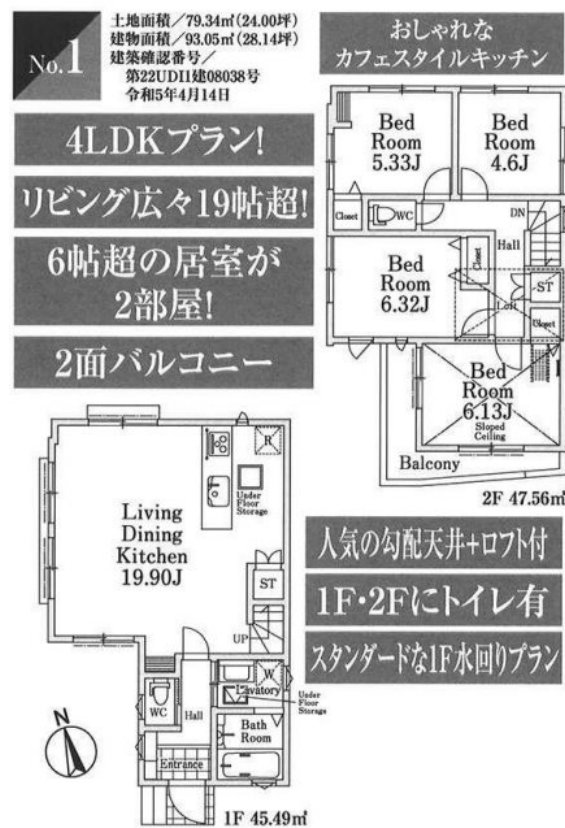 No.1
土地面積／79.34㎡(24.00坪)
建物面積／93.05㎡(28.14坪)
建築確認番号／
第22UDI1建08038号
令和5年4月14日
おしゃれな
カフェスタイルキッチン
4LDKプラン!
リビング広々19帖超!
6帖超の居室が
2部屋!
2面バルコニー
Bed
Room
5.33J
Bed
Room
4.6J
Closet
WC
DN
Hall
Bed
Room
6.32J
Closet
Loft
ST
Closet
Bed
Room
6.13J
Sloped
Ceiling
Balcony
2F 47.56㎡
Living
Dining
Kitchen
19.90J
R
Under
Floor
Storage
ST
UP
WC
Hall
W
Lavatory
Under
Floor
Storage
Bath
Room
Entrance
N
1F 45.49㎡
人気の勾配天井+ロフト付
1F・2Fにトイレ有
スタンダードな1F水回りプラン